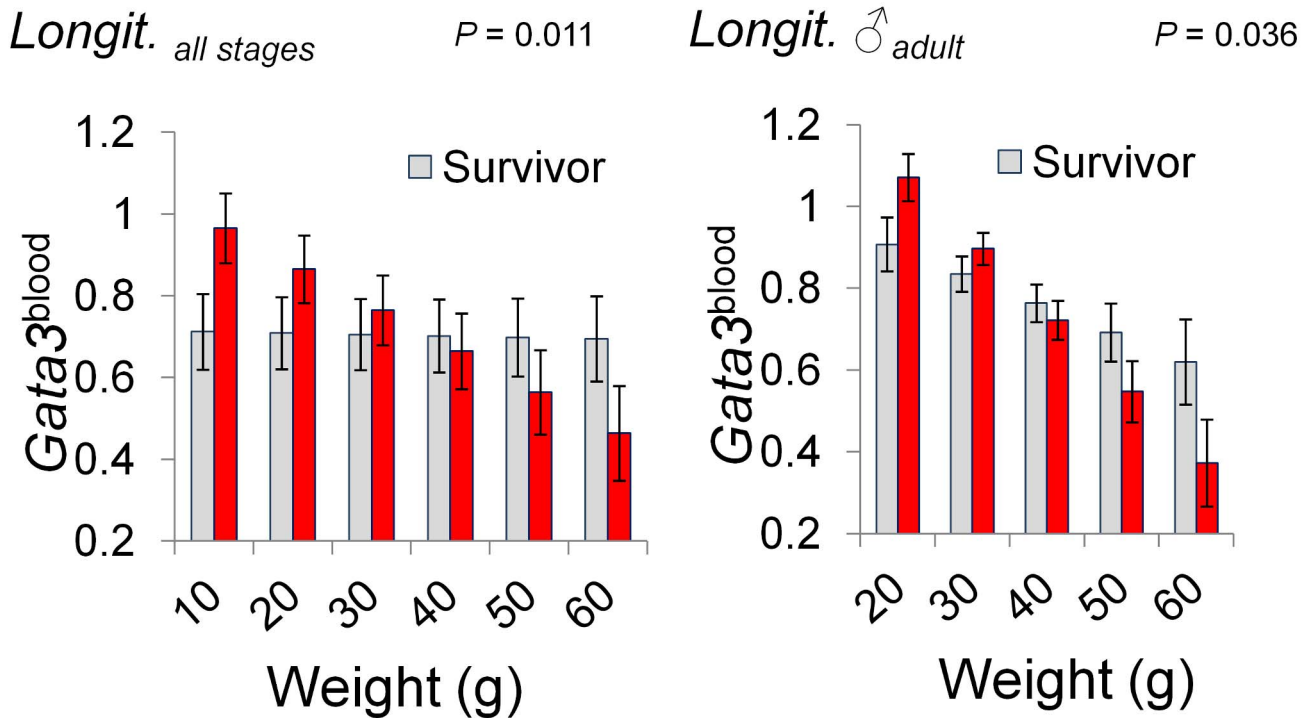 Longit. all stages P = 0.011
1.2
1
0.8
0.6
0.4
0.2
Gata3blood
Survivor
10 20 30 40 50 60
Weight (g)
Longit. ♂ adult P = 0.036
1.2
1
0.8
0.6
0.4
0.2
Gata3blood
Survivor
20 30 40 50 60
Weight (g)